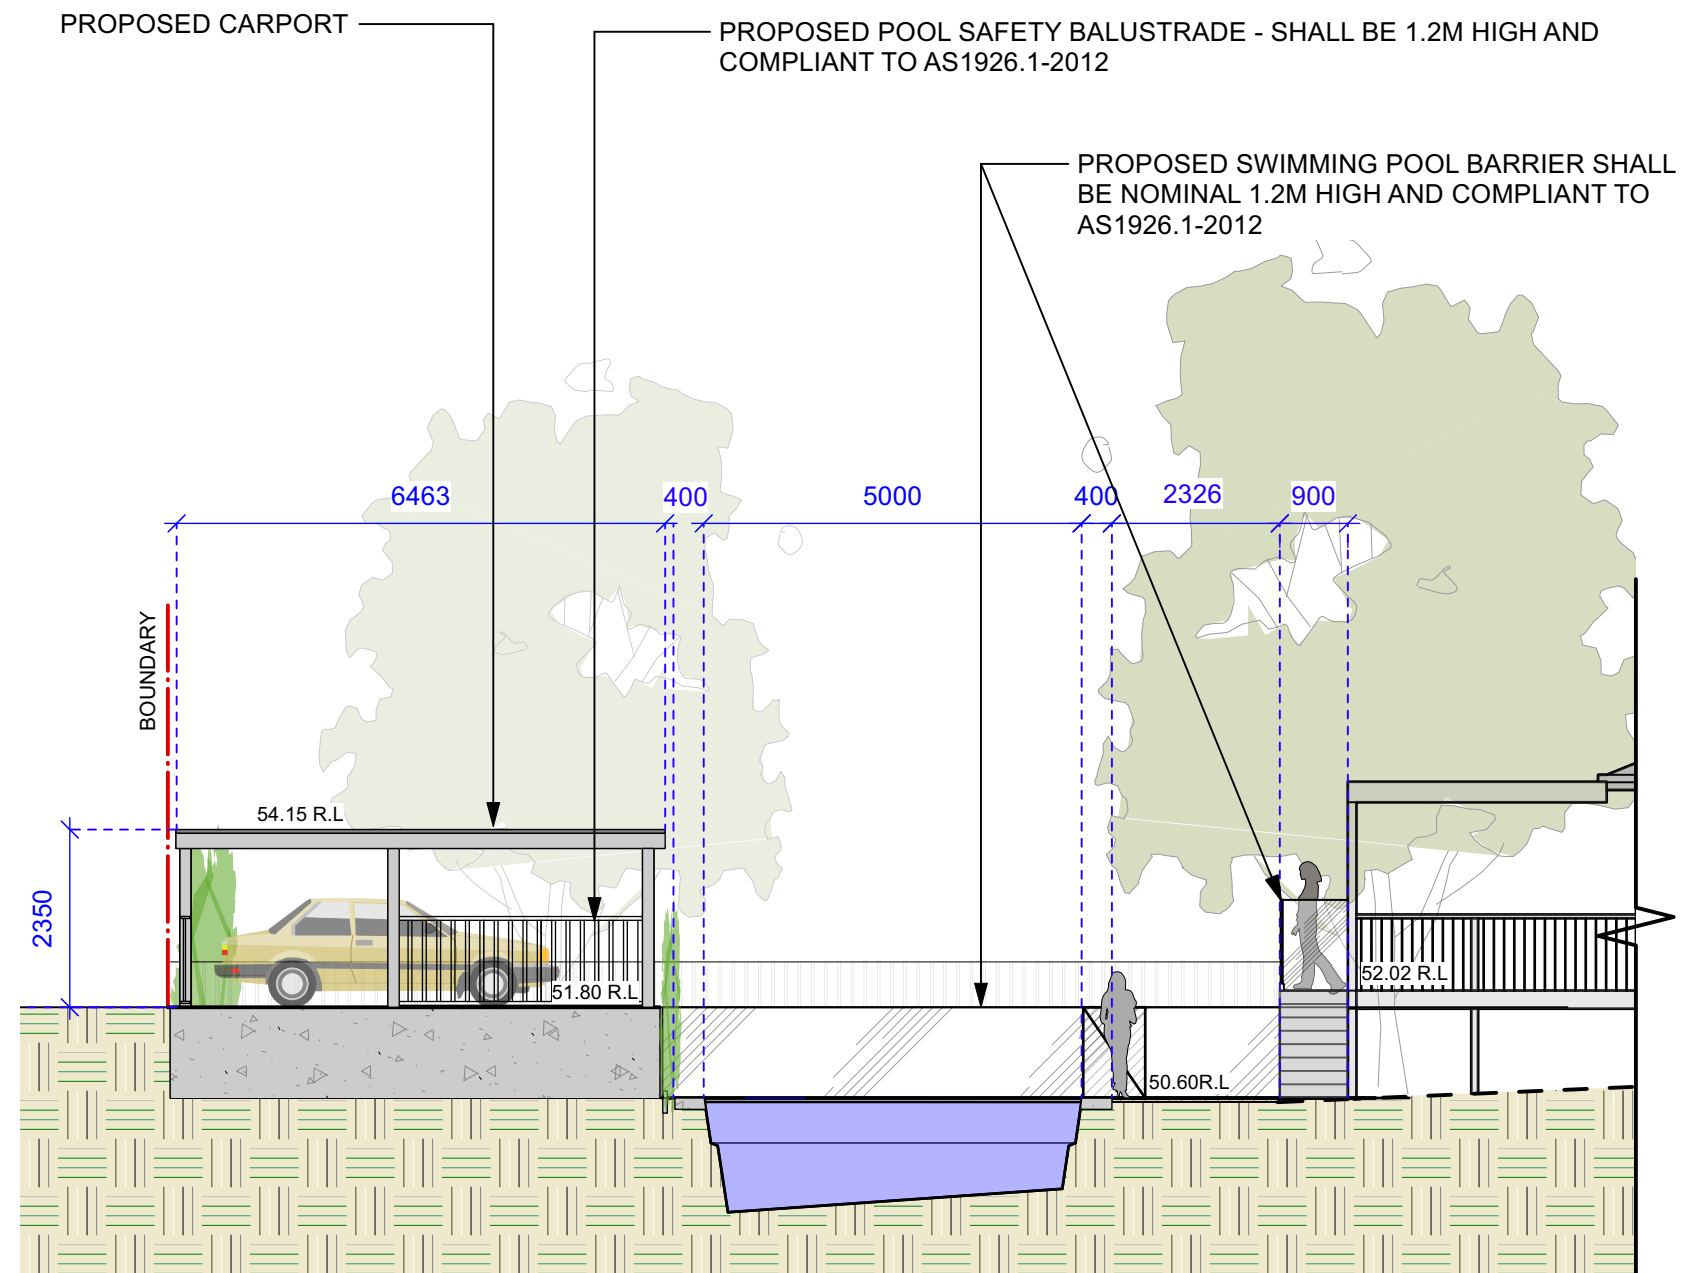 PROPOSED CARPORT
PROPOSED POOL SAFETY BALUSTRADE - SHALL BE 1.2M HIGH AND
COMPLIANT TO AS1926.1-2012
PROPOSED SWIMMING POOL BARRIER SHALL
BE NOMINAL 1.2M HIGH AND COMPLIANT TO
AS1926.1-2012
6463
400
5000
400
2326
900
BOUNDARY
54.15 R.L
2350
51.80 R.L
52.02 R.L
50.60R.L